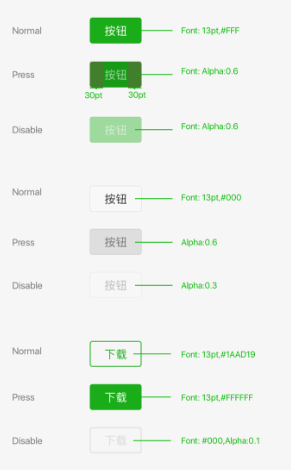 Normal 按钮 Font: 13pt,#FFF
Press 按钮 Font: Alpha:0.6
30pt 30pt
Disable 按钮 Font: Alpha:0.6
Normal 按钮 Font: 13pt,#000
Press 按钮 Alpha:0.6
Disable 按钮 Alpha:0.3
Normal 下载 Font: 13pt,#1AAD19
Press 下载 Font: 13pt,#FFFFFF
Disable 下载 Font: #000,Alpha:0.1